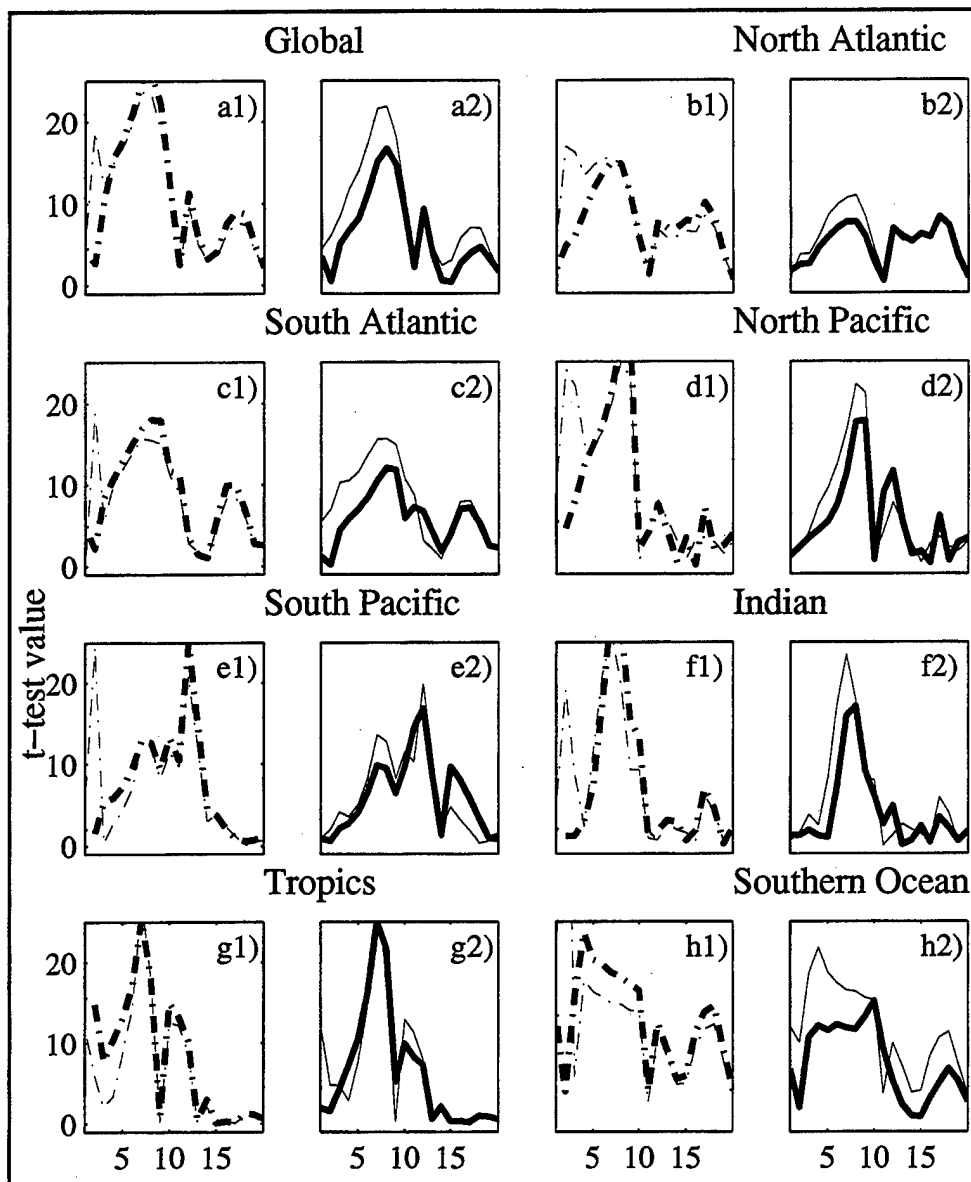 Global North Atlantic
a1) a2) b1) b2)
20
10
0
South Atlantic North Pacific
c1) c2) d1) d2)
20
10
0
South Pacific Indian
e1) e2) f1) f2)
20
10
0
t-test value
Tropics Southern Ocean
g1) g2) h1) h2)
20
10
0
5 10 15 5 10 15 5 10 15 5 10 15